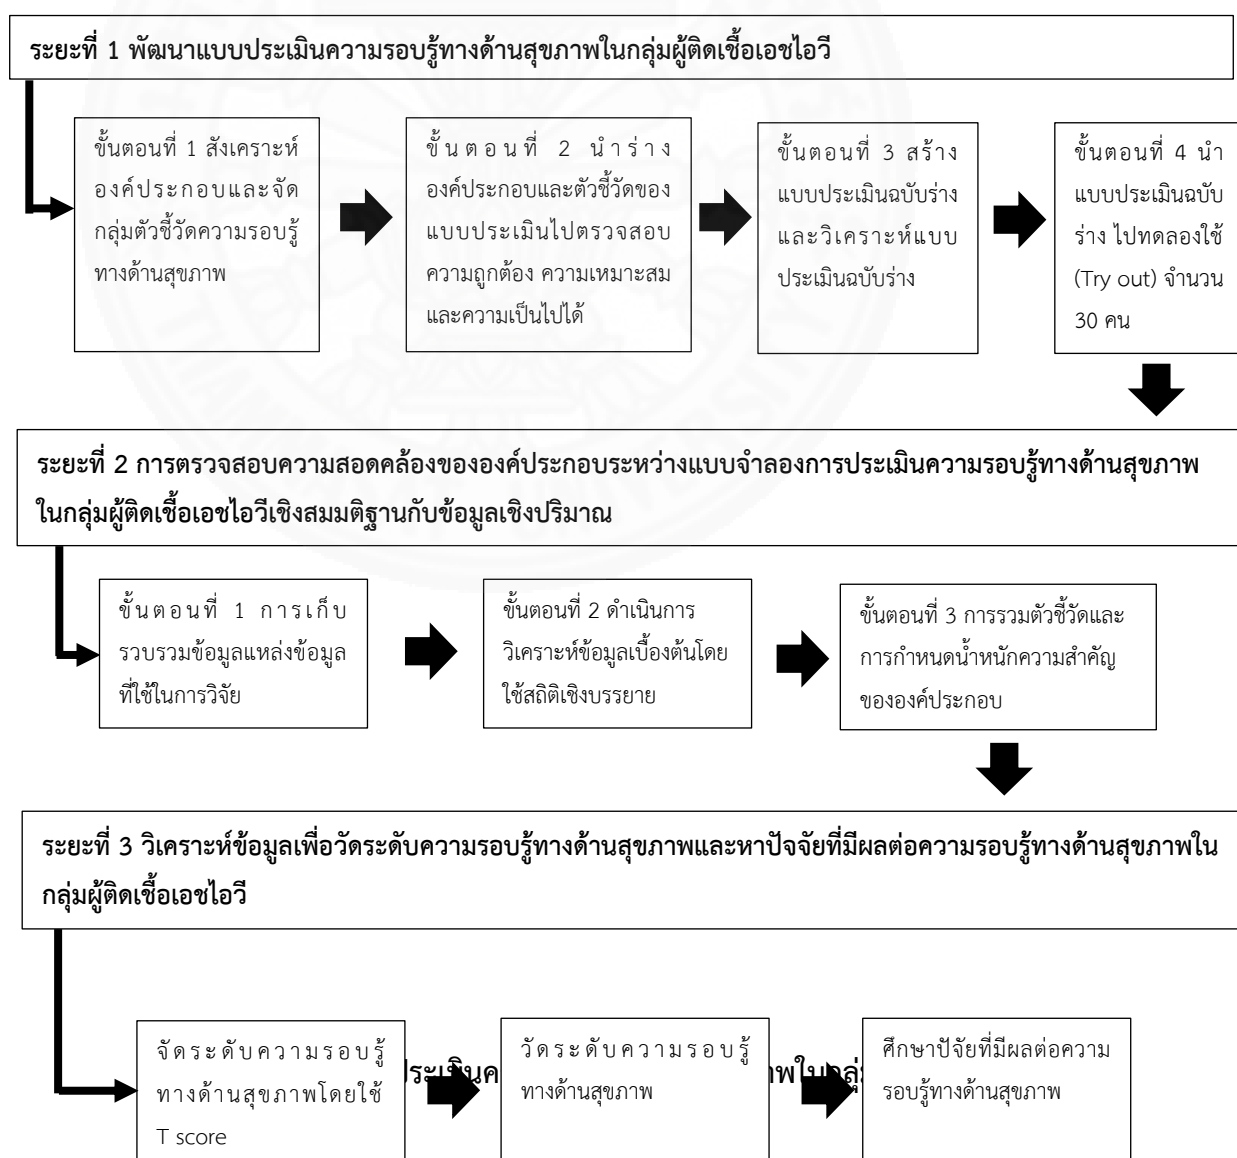 ระยะที่ 1 พัฒนาแบบประเมินความรอบรู้ทางด้านสุขภาพในกลุ่มผู้ติดเชื้อเอชไอวี
ขั้นตอนที่ 1 สังเคราะห์
องค์ประกอบและจัด
กลุ่มตัวชี้วัดความรอบรู้
ทางด้านสุขภาพ
ขั้นตอนที่ 2 นำร่าง
องค์ประกอบและตัวชี้วัดของ
แบบประเมินไปตรวจสอบ
ความถูกต้อง ความเหมาะสม
และความเป็นไปได้
ขั้นตอนที่ 3 สร้าง
แบบประเมินฉบับร่าง
และวิเคราะห์แบบ
ประเมินฉบับร่าง
ขั้นตอนที่ 4 นำ
แบบประเมินฉบับ
ร่าง ไปทดลองใช้
(Try out) จำนวน
30 คน
ระยะที่ 2 การตรวจสอบความสอดคล้องขององค์ประกอบระหว่างแบบจำลองการประเมินความรอบรู้ทางด้านสุขภาพ
ในกลุ่มผู้ติดเชื้อเอชไอวีเชิงสมมติฐานกับข้อมูลเชิงปริมาณ
ขั้นตอนที่ 1 การเก็บ
รวบรวมข้อมูลแหล่งข้อมูล
ที่ใช้ในการวิจัย
ขั้นตอนที่ 2 ดำเนินการ
วิเคราะห์ข้อมูลเบื้องต้นโดย
ใช้สถิติเชิงบรรยาย
ขั้นตอนที่ 3 การรวมตัวชี้วัดและ
การกำหนดน้ำหนักความสำคัญ
ขององค์ประกอบ
ระยะที่ 3 วิเคราะห์ข้อมูลเพื่อวัดระดับความรอบรู้ทางด้านสุขภาพและหาปัจจัยที่มีผลต่อความรอบรู้ทางด้านสุขภาพใน
กลุ่มผู้ติดเชื้อเอชไอวี
จัดระดับความรอบรู้
ทางด้านสุขภาพโดยใช้
T score
วัดระดับความรอบรู้
ทางด้านสุขภาพ
ศึกษาปัจจัยที่มีผลต่อความ
รอบรู้ทางด้านสุขภาพ